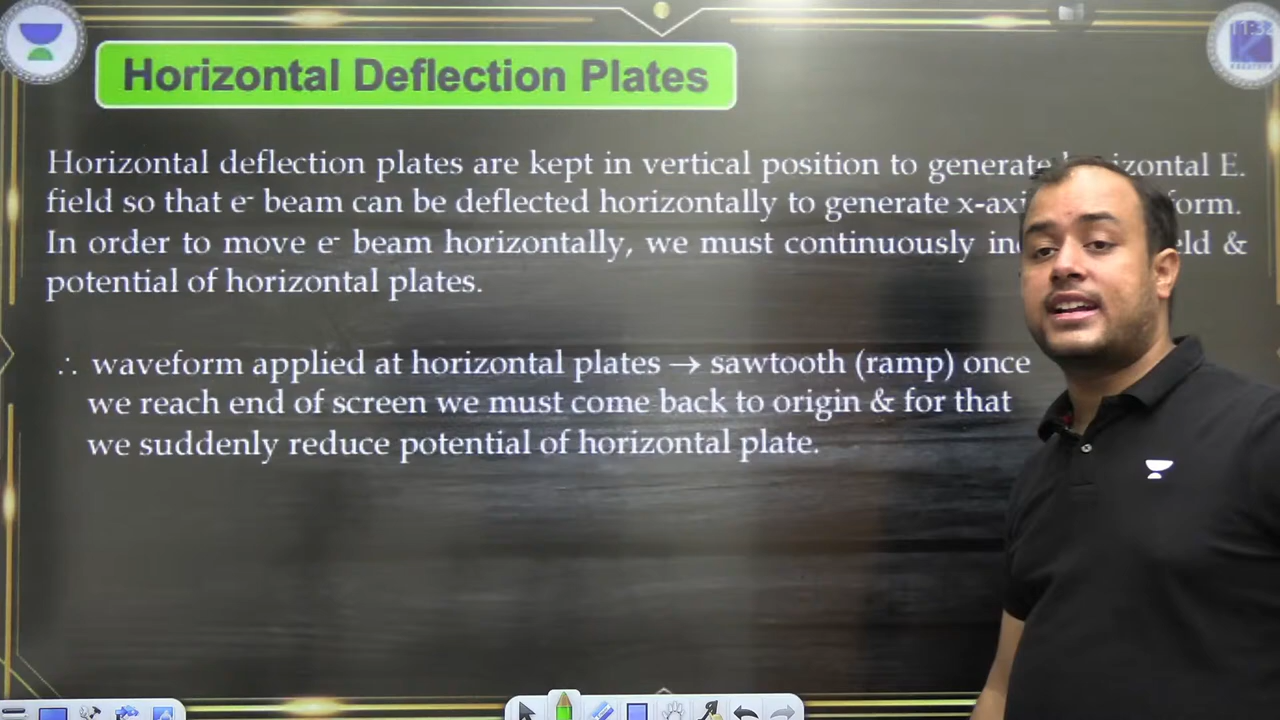 Horizontal Deflection Plates
Horizontal deflection plates are kept in vertical position to generate E.
field so that e⁻ beam can be deflected horizontally to generate
In order to move e⁻ beam horizontally, we must continuously &
potential of horizontal plates.
∴ waveform applied at horizontal plates → sawtooth (ramp) once
we reach end of screen we must come back to origin & for that
we suddenly reduce potential of horizontal plate.
11:32